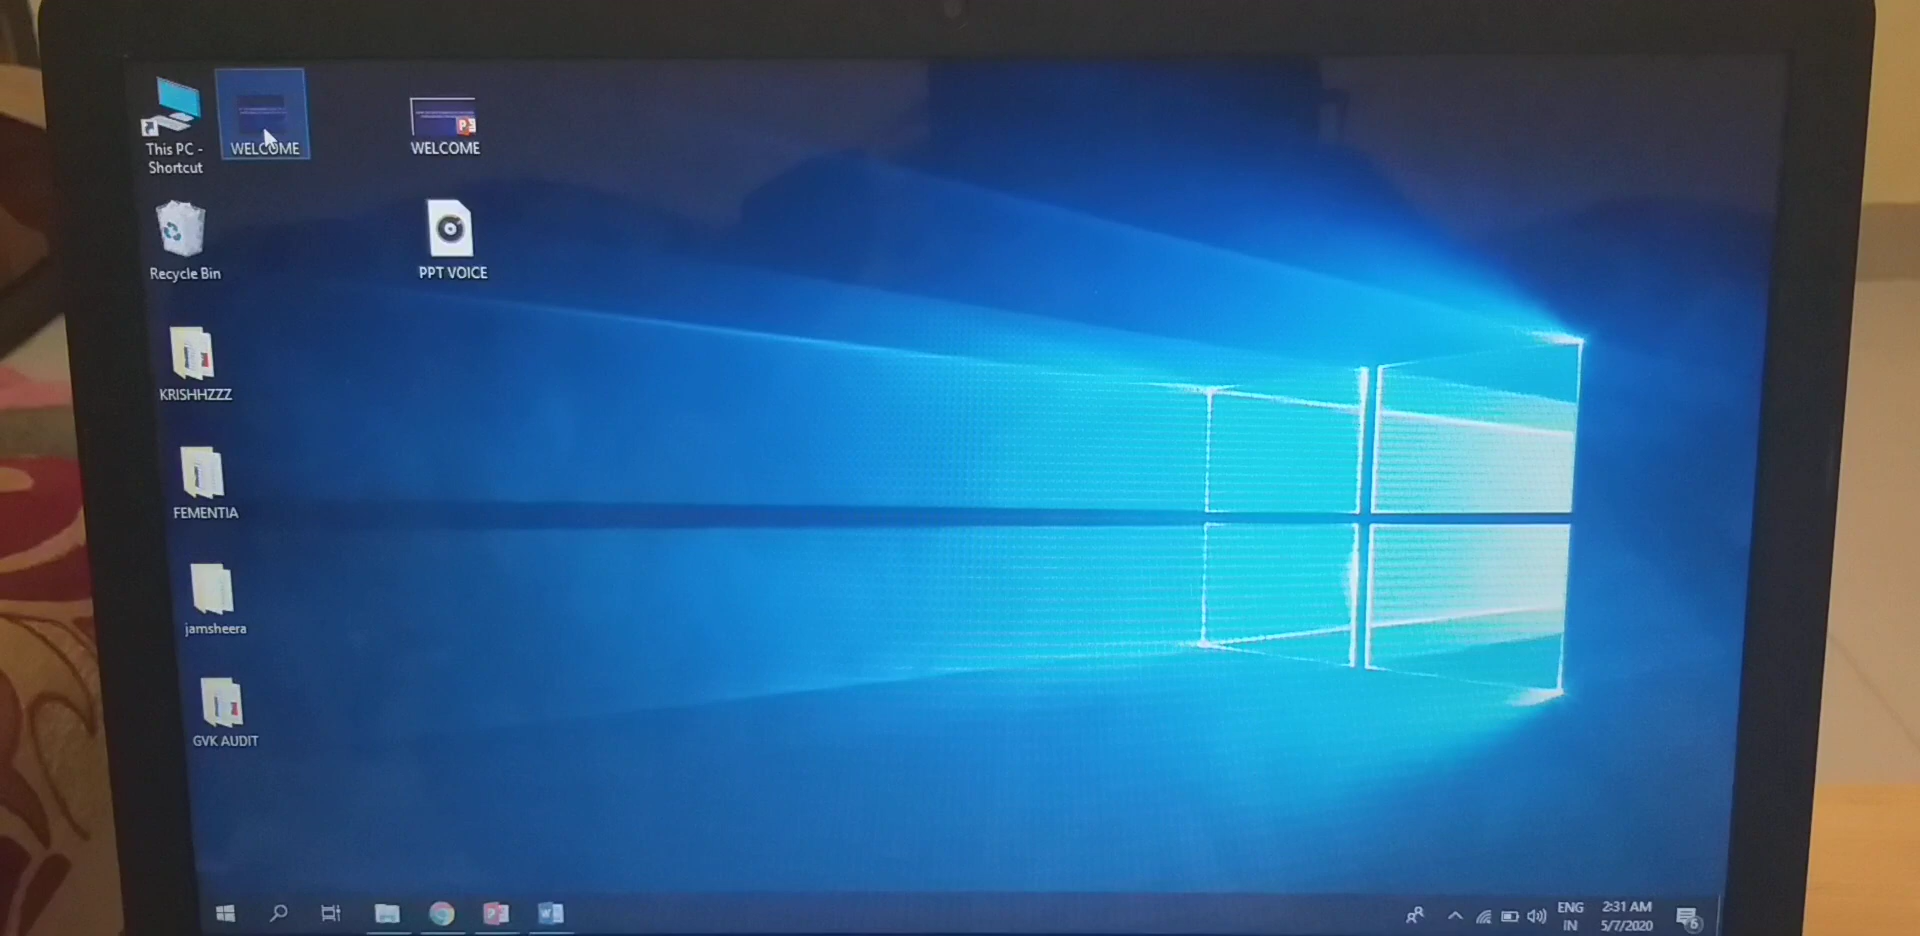 This PC -
Shortcut
WELCOME
WELCOME
Recycle Bin
PPT VOICE
KRISHHZZZ
FEMENTIA
jamsheera
GVK AUDIT
ENG
IN
2:31 AM
5/7/2020
6